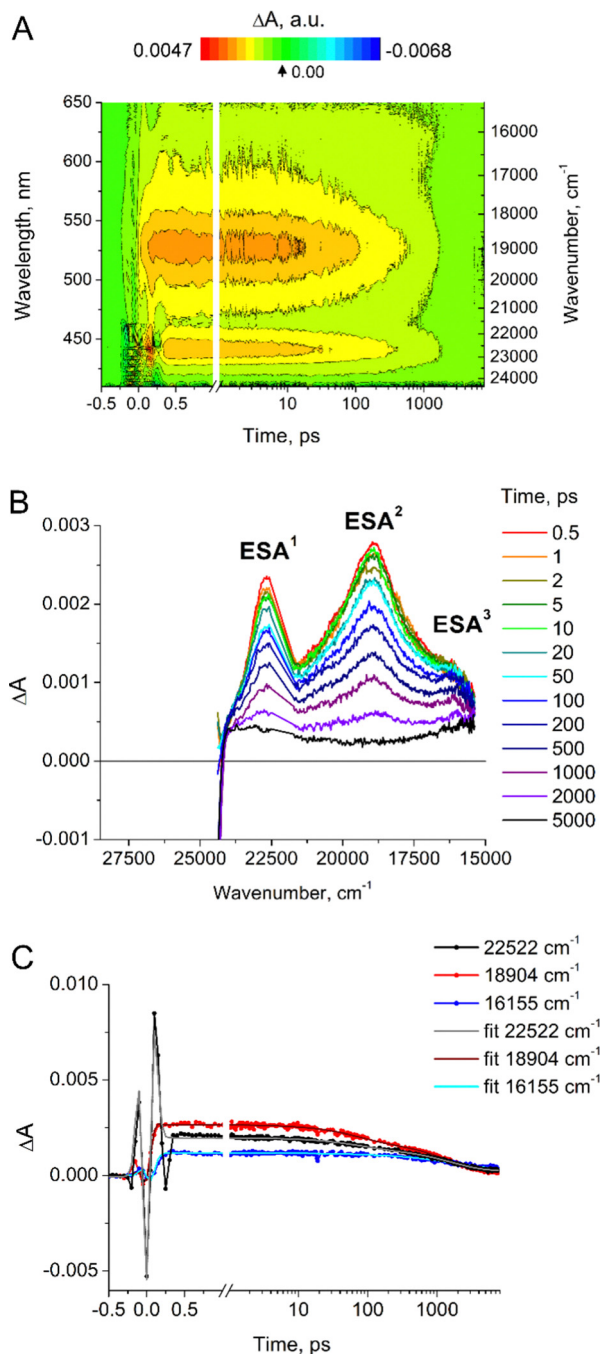 A
ΔA, a.u.
0.0047
-0.0068
0.00
650
600
550
500
450
Wavelength, nm
16000
17000
18000
19000
20000
21000
22000
23000
24000
Wavenumber, cm-1
-0.5 0.0 0.5 10 100 1000
Time, ps
B
0.003
0.002
0.001
0.000
-0.001
ΔA
ESA1
ESA2
ESA3
27500 25000 22500 20000 17500 15000
Wavenumber, cm-1
Time, ps
0.5
1
2
5
10
20
50
100
200
500
1000
2000
5000
C
22522 cm-1
18904 cm-1
16155 cm-1
fit 22522 cm-1
fit 18904 cm-1
fit 16155 cm-1
0.010
0.005
0.000
-0.005
ΔA
-0.5 0.0 0.5 10 100 1000
Time, ps